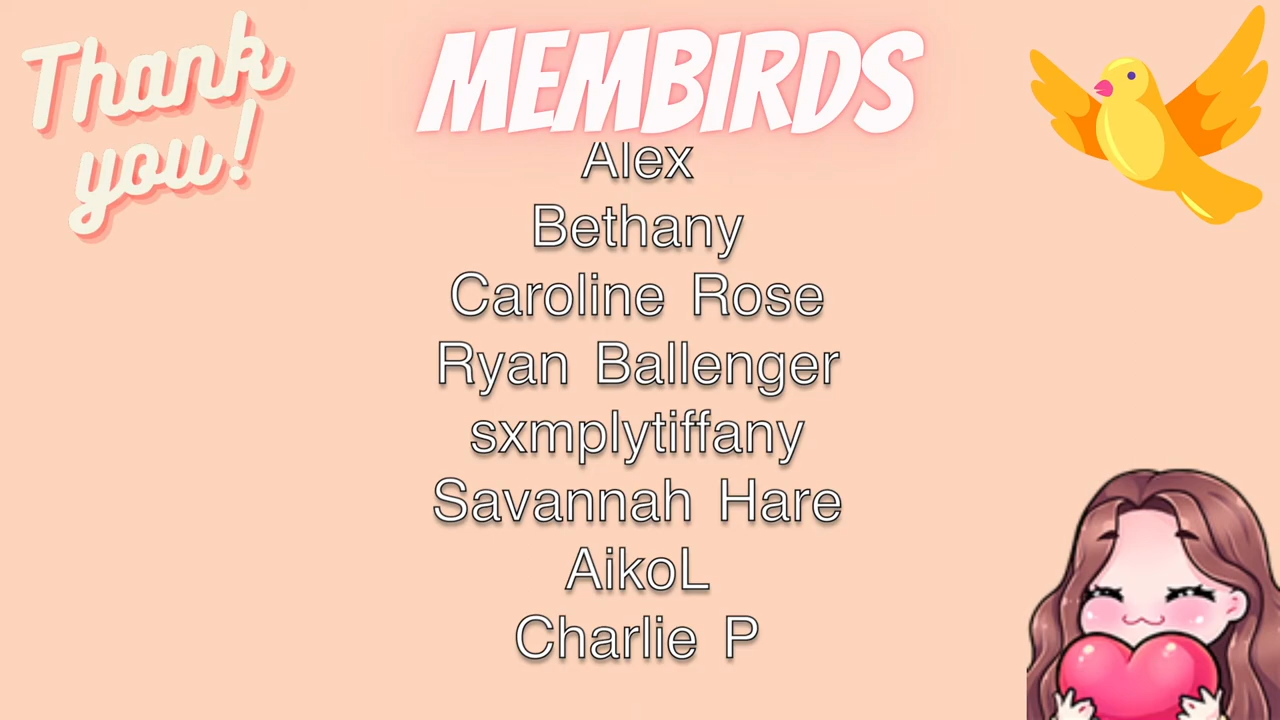 Thank
you!
MEMBIRDS
Alex
Bethany
Caroline Rose
Ryan Ballenger
sxmplytiffany
Savannah Hare
AikoL
Charlie P